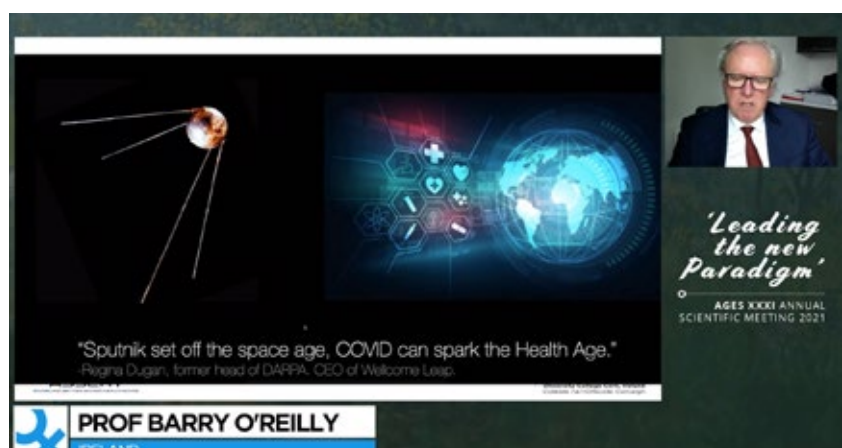 "Sputnik set off the space age, COVID can spark the Health Age."
-Regina Dugan, former head of DARPA. CEO of Wellcome Leap.
'Leading
the new
Paradigm'
AGES XXXI ANNUAL
SCIENTIFIC MEETING 2021
PROF BARRY O'REILLY
IRELAND